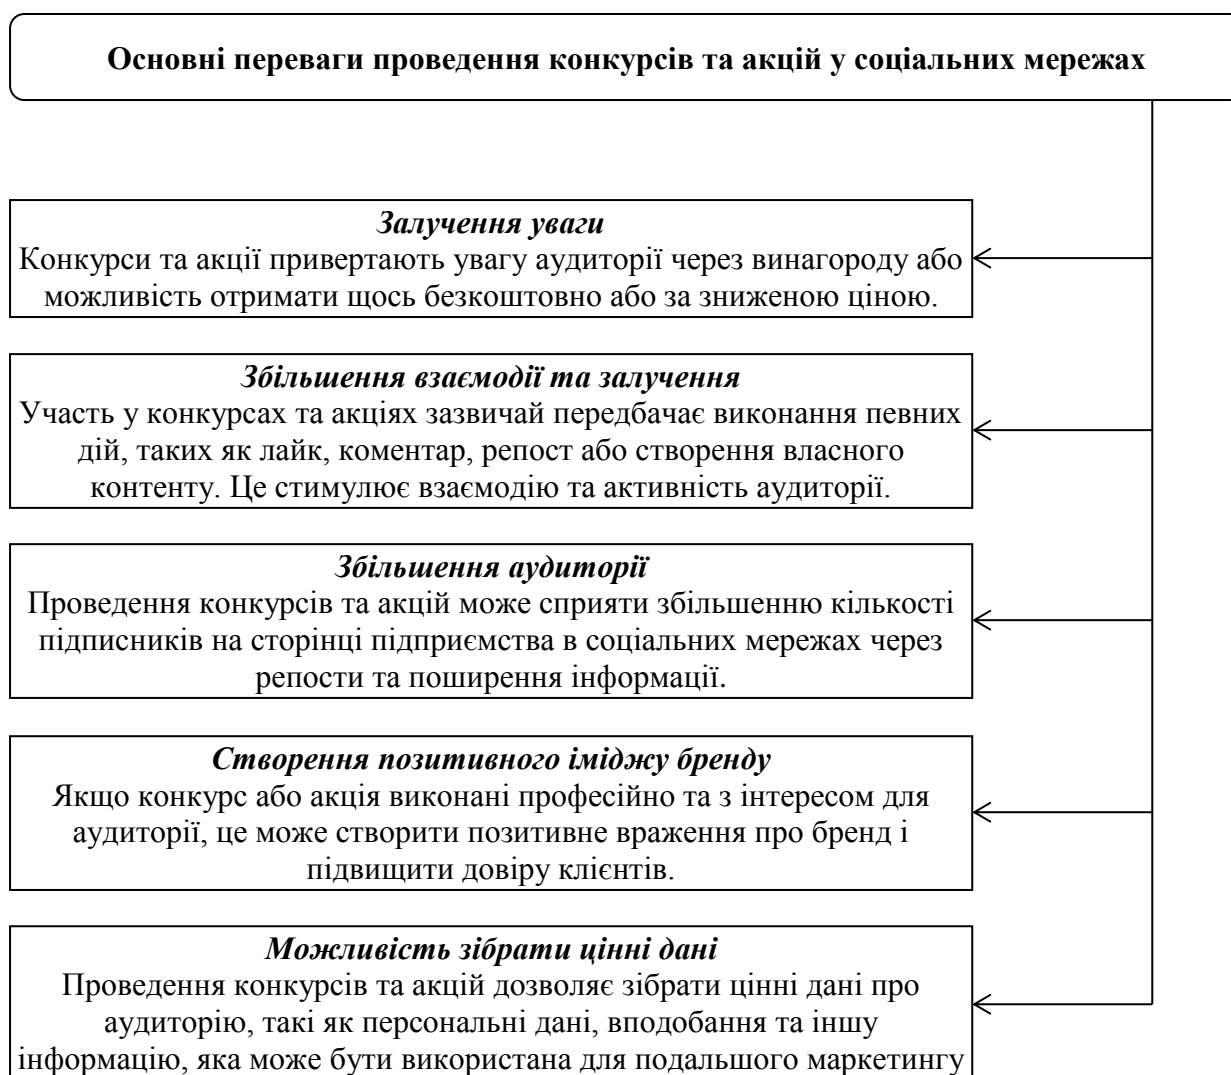 Основні переваги проведення конкурсів та акцій у соціальних мережах
Залучення уваги
Конкурси та акції привертають увагу аудиторії через винагороду або
можливість отримати щось безкоштовно або за зниженою ціною.
Збільшення взаємодії та залучення
Участь у конкурсах та акціях зазвичай передбачає виконання певних
дій, таких як лайк, коментар, репост або створення власного
контенту. Це стимулює взаємодію та активність аудиторії.
Збільшення аудиторії
Проведення конкурсів та акцій може сприяти збільшенню кількості
підписників на сторінці підприємства в соціальних мережах через
репости та поширення інформації.
Створення позитивного іміджу бренду
Якщо конкурс або акція виконані професійно та з інтересом для
аудиторії, це може створити позитивне враження про бренд і
підвищити довіру клієнтів.
Можливість зібрати цінні дані
Проведення конкурсів та акцій дозволяє зібрати цінні дані про
аудиторію, такі як персональні дані, вподобання та іншу
інформацію, яка може бути використана для подальшого маркетингу